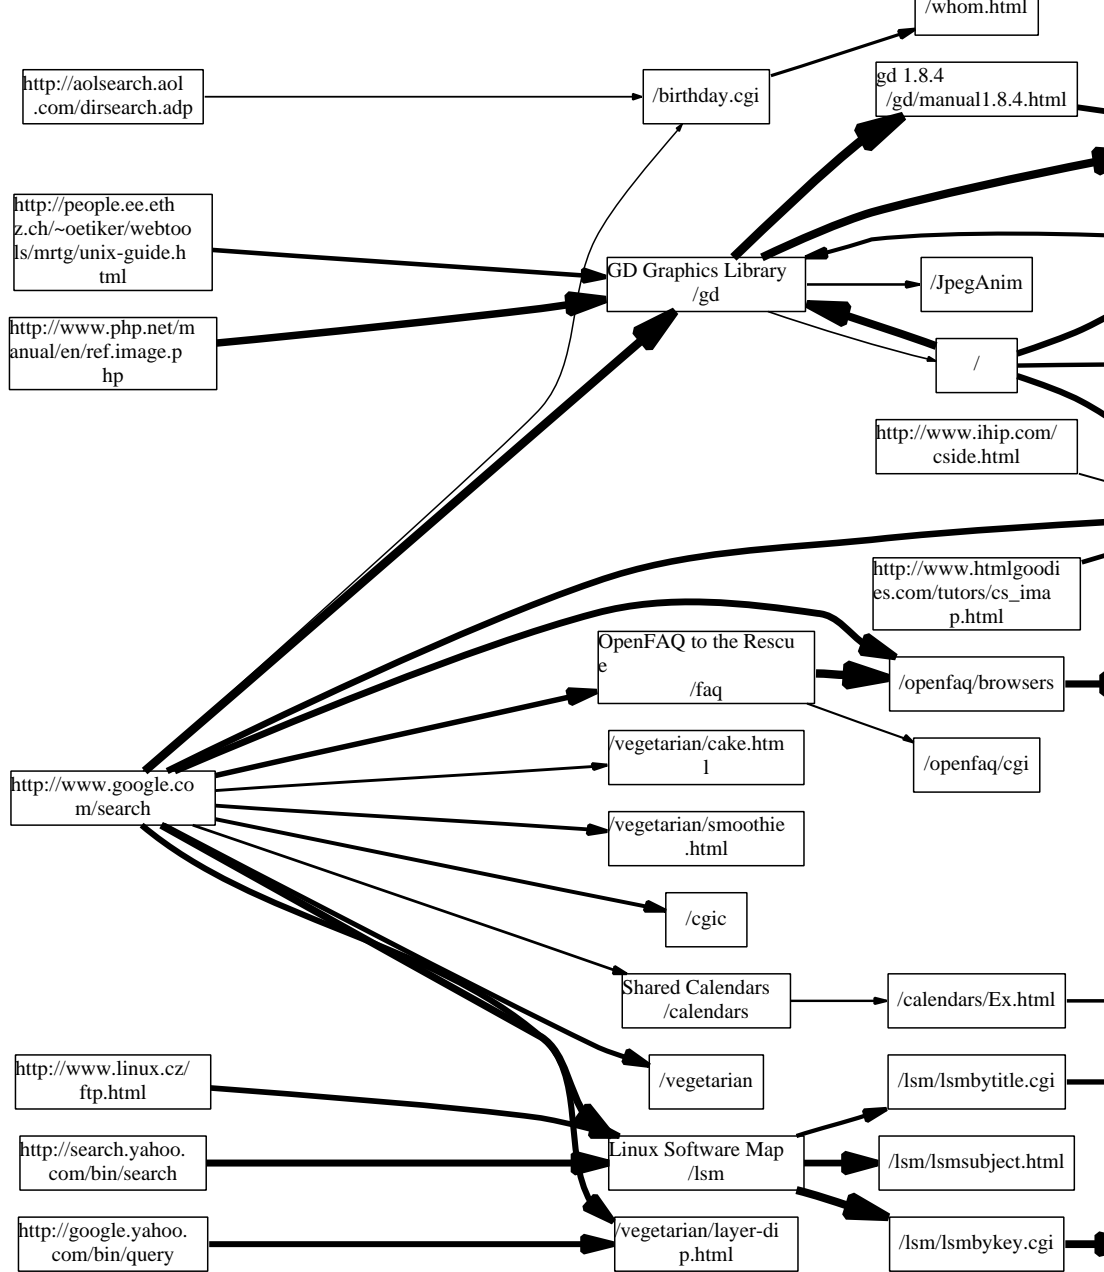 /whom.html
http://aolsearch.aol
.com/dirsearch.adp
/birthday.cgi
gd 1.8.4
/gd/manual1.8.4.html
http://people.ee.eth
z.ch/~oetiker/webtoo
ls/mrtg/unix-guide.h
tml
GD Graphics Library
/gd
/JpegAnim
http://www.php.net/m
anual/en/ref.image.p
hp
/
http://www.ihip.com/
cside.html
http://www.htmlgoodi
es.com/tutors/cs_ima
p.html
OpenFAQ to the Rescu
e
/faq
/openfaq/browsers
/vegetarian/cake.htm
l
/openfaq/cgi
http://www.google.co
m/search
/vegetarian/smoothie
.html
/cgic
Shared Calendars
/calendars
/calendars/Ex.html
http://www.linux.cz/
ftp.html
/vegetarian
/lsm/lsmbytitle.cgi
http://search.yahoo.
com/bin/search
Linux Software Map
/lsm
/lsm/lsmsubject.html
http://google.yahoo.
com/bin/query
/vegetarian/layer-di
p.html
/lsm/lsmbykey.cgi